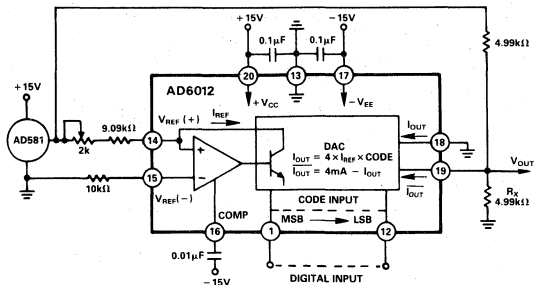 +15V
-15V
0.1μF
0.1μF
4.99kΩ
20
13
17
AD6012
+VCC
-VEE
+15V
AD581
2k
9.09kΩ
14
VREF (+)
IREF
+
DAC
IOUT = 4 x IREF x CODE
IOUT = 4mA - IOUT
IOUT
18
VOUT
19
IOUT
RX
4.99kΩ
10kΩ
15
VREF(-)
-
CODE INPUT
MSB
LSB
COMP
16
1
12
0.01μF
-15V
DIGITAL INPUT